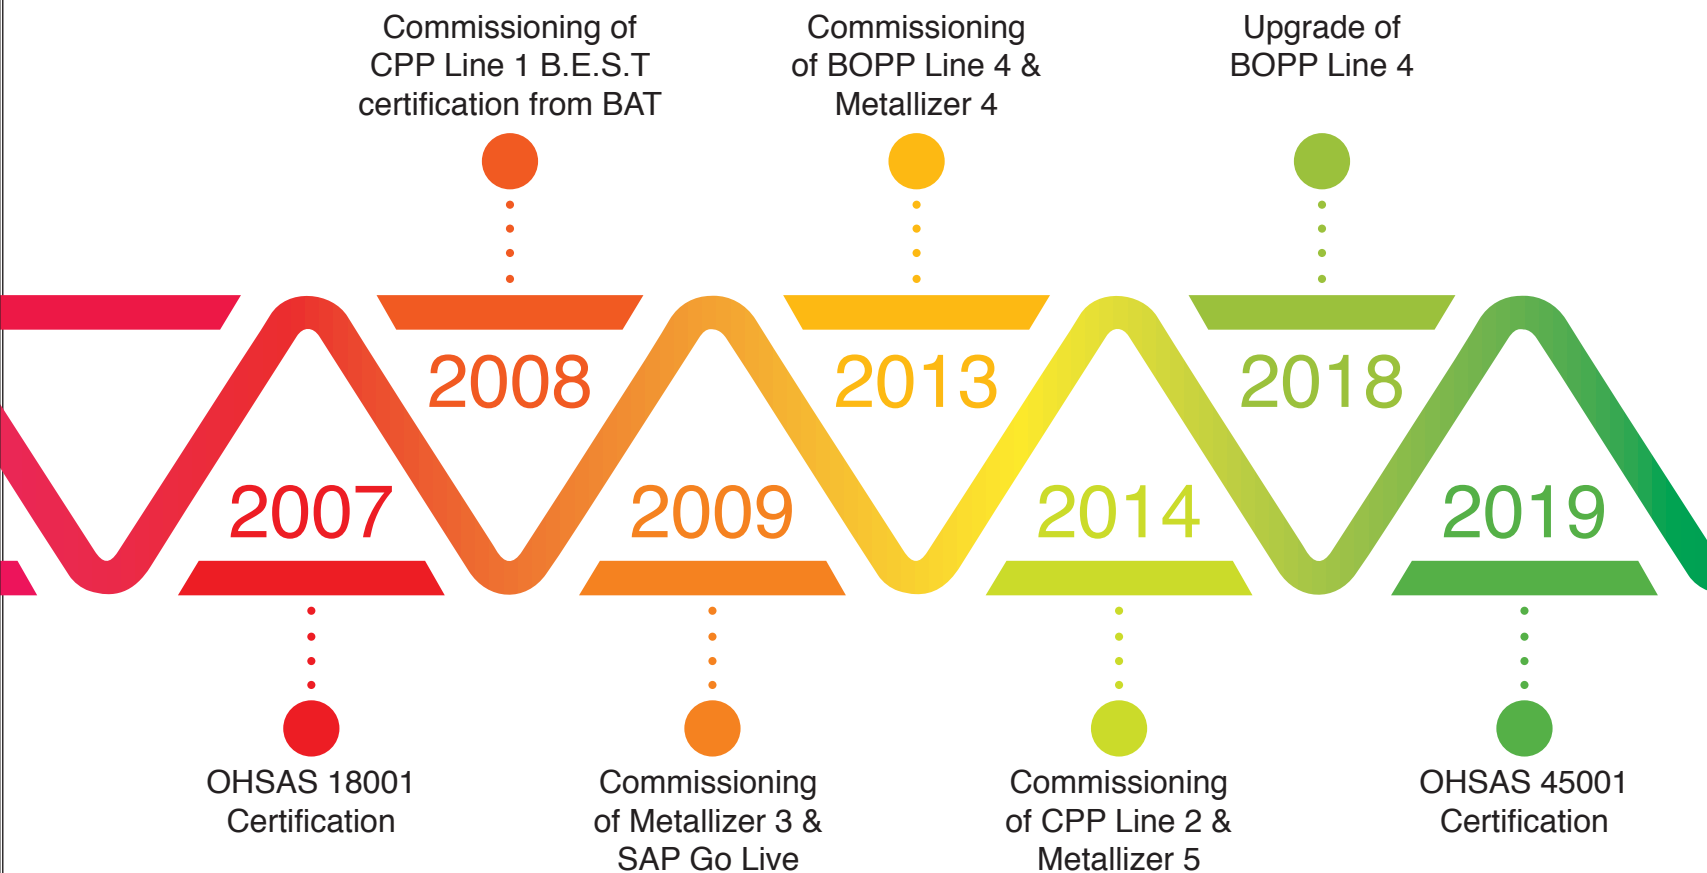 Commissioning of
CPP Line 1 B.E.S.T
certification from BAT
Commissioning
of BOPP Line 4 &
Metallizer 4
Upgrade of
BOPP Line 4
2008
2013
2018
2007
2009
2014
2019
OHSAS 18001
Certification
Commissioning
of Metallizer 3 &
SAP Go Live
Commissioning
of CPP Line 2 &
Metallizer 5
OHSAS 45001
Certification